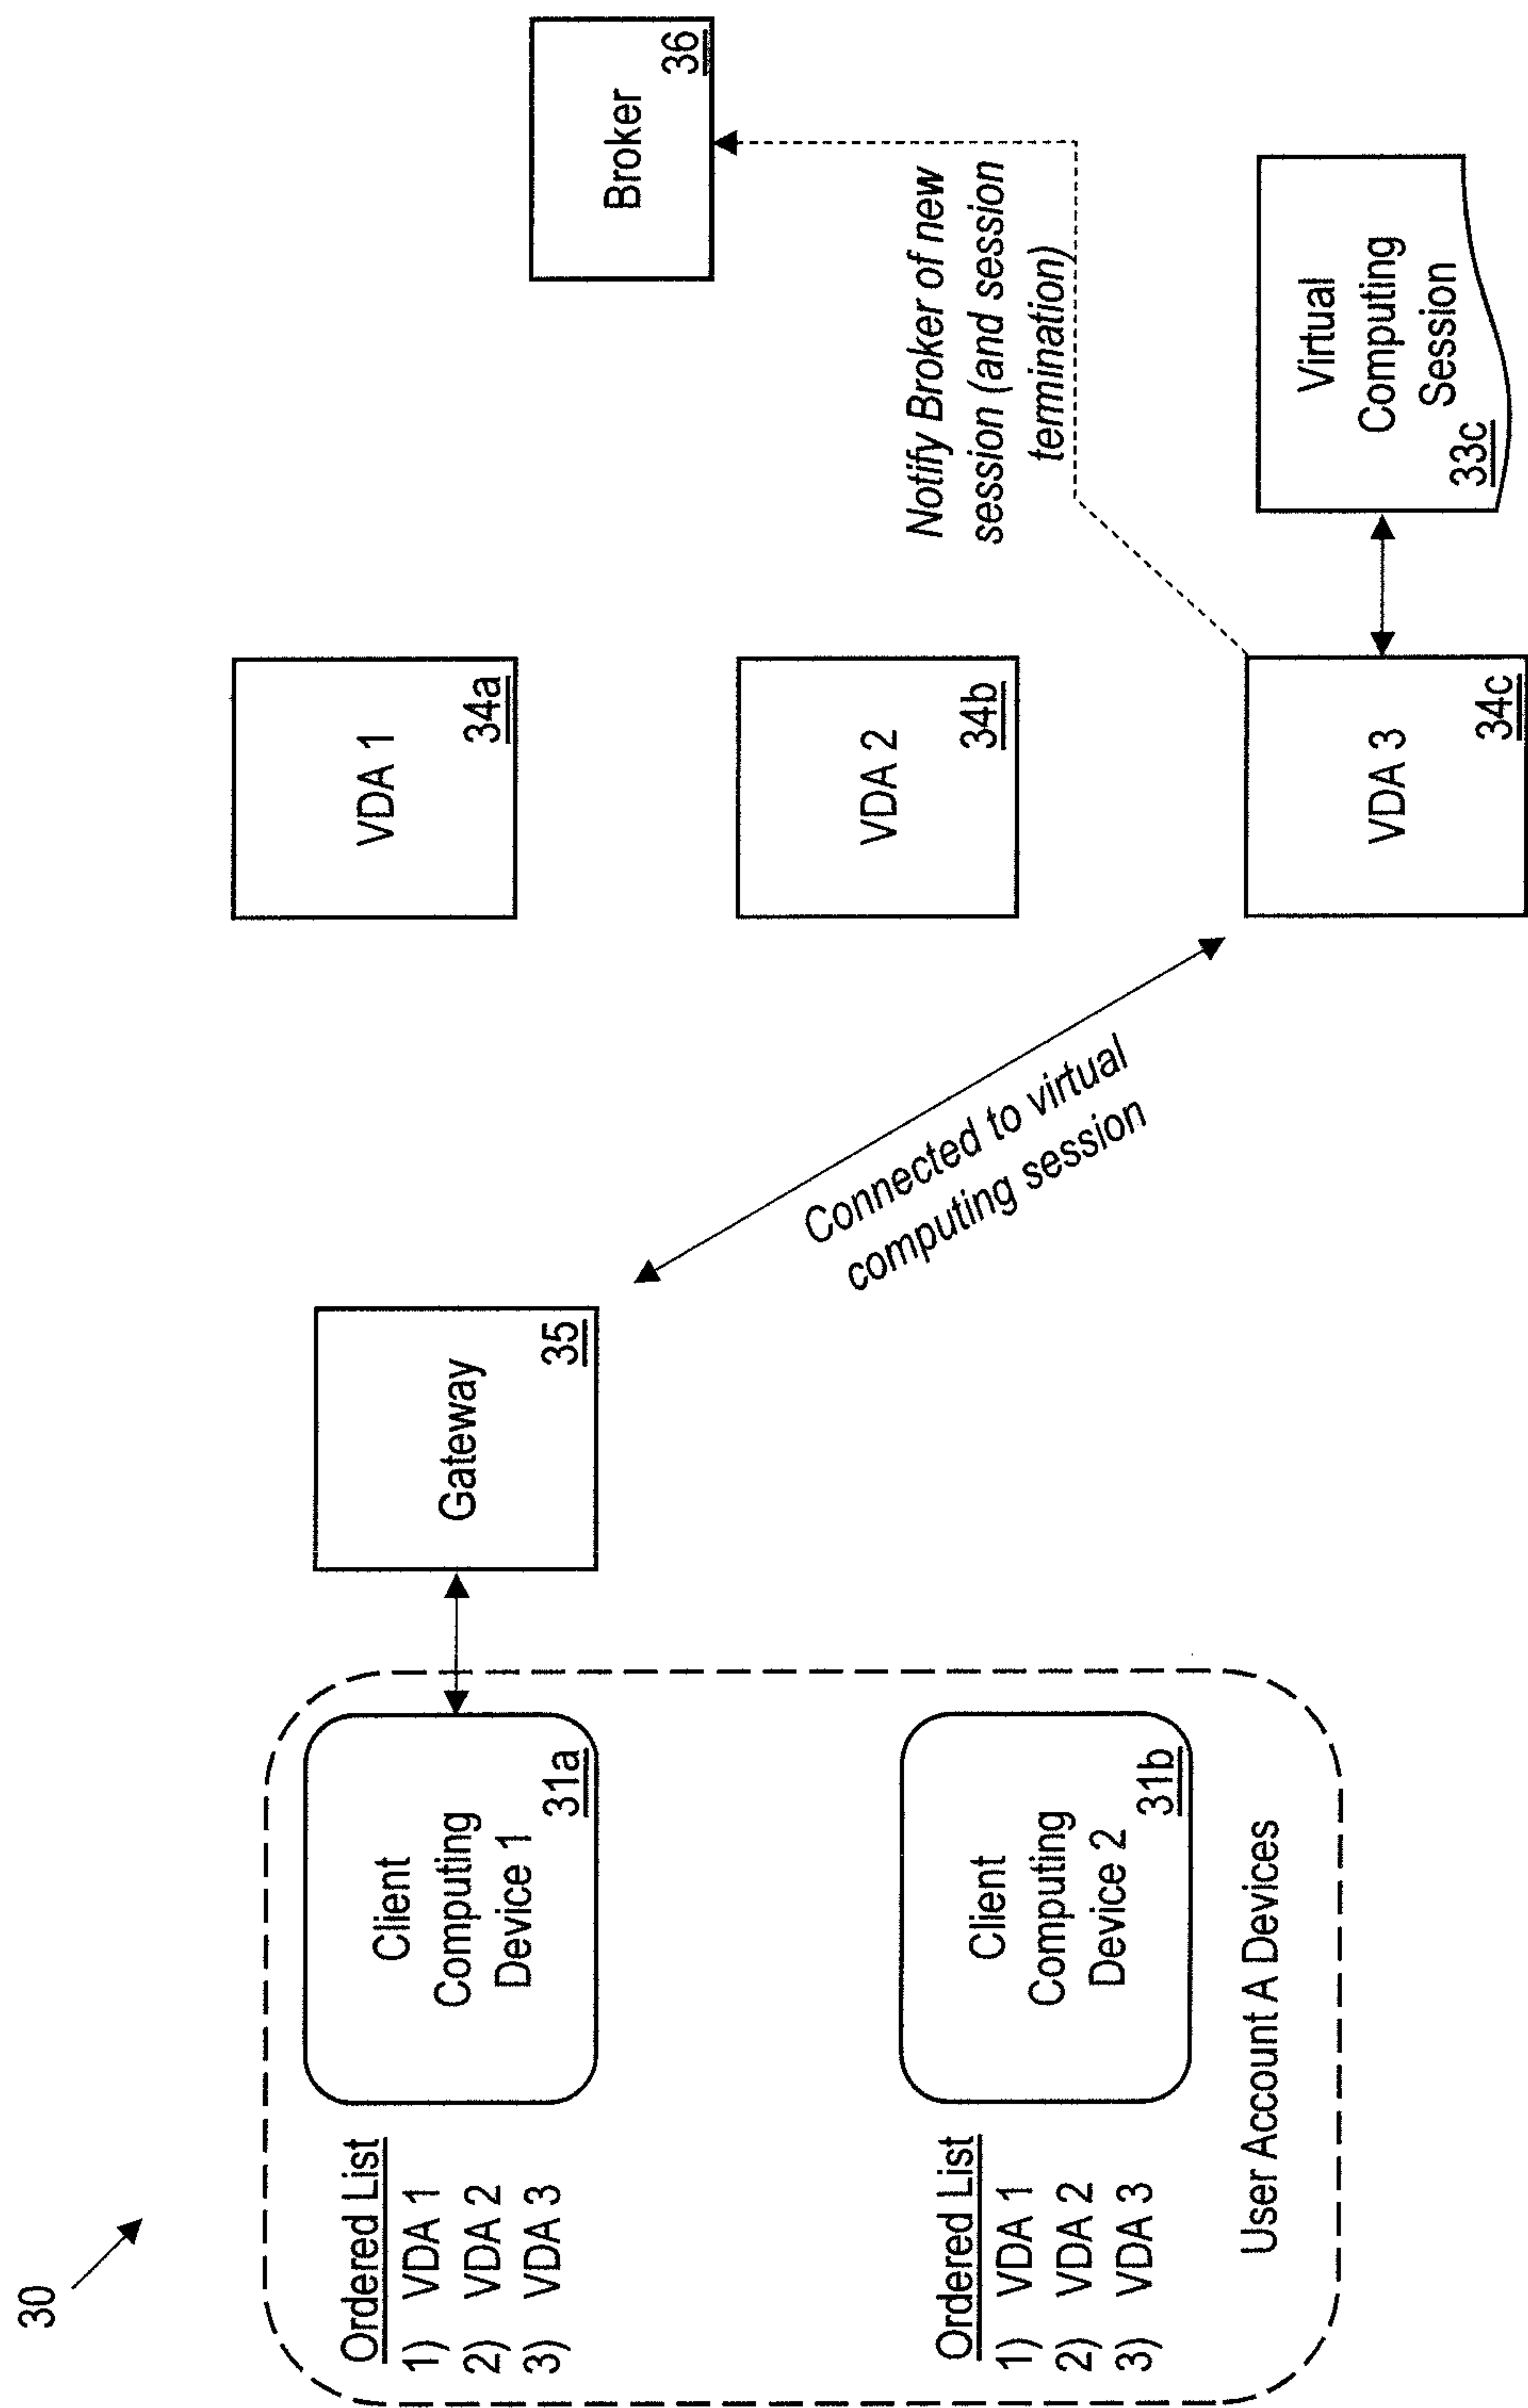 30
Ordered List
1) VDA 1
2) VDA 2
3) VDA 3
Client
Computing
Device 1
31a
Gateway
35
Ordered List
1) VDA 1
2) VDA 2
3) VDA 3
Client
Computing
Device 2
31b
User Account A Devices
Connected to virtual
computing session
VDA 1
34a
VDA 2
34b
VDA 3
34c
Broker
36
Notify Broker of new
session (and session
termination)
Virtual
Computing
Session
33c